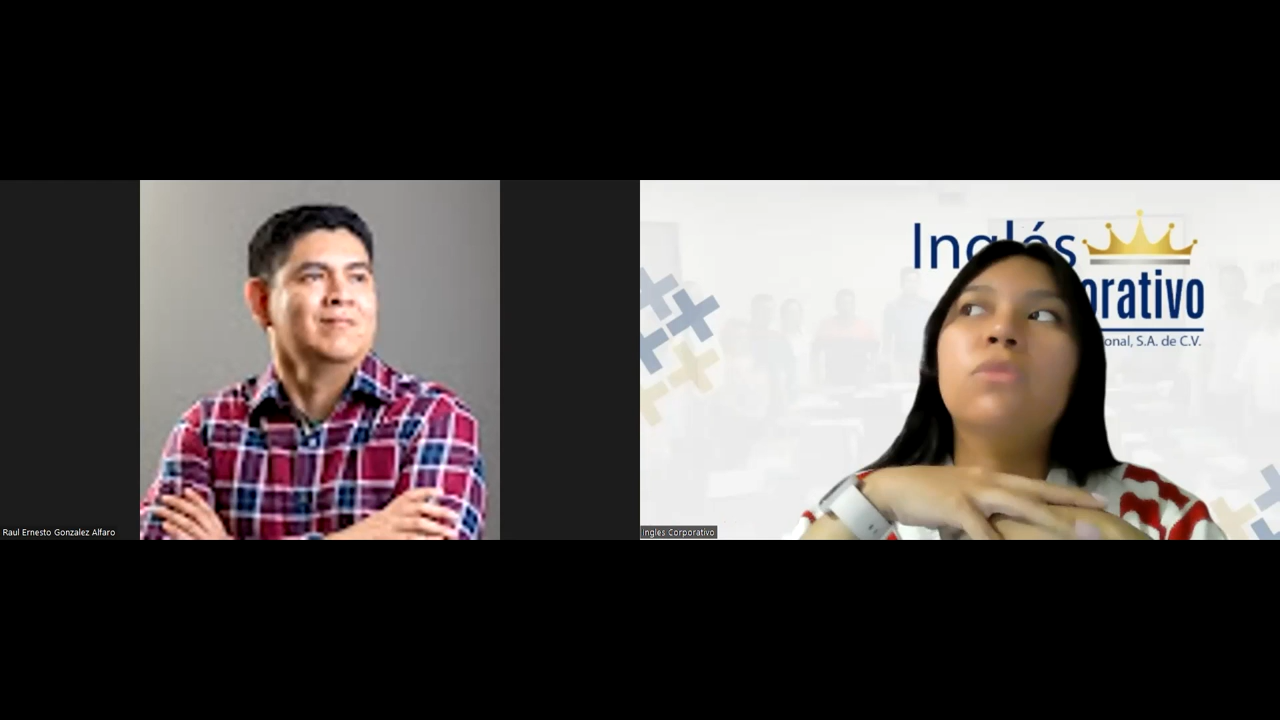 Inglés
orativo
onal, S.A. de C.V.
Raul Ernesto Gonzalez Alfaro
Ingles Corporativo